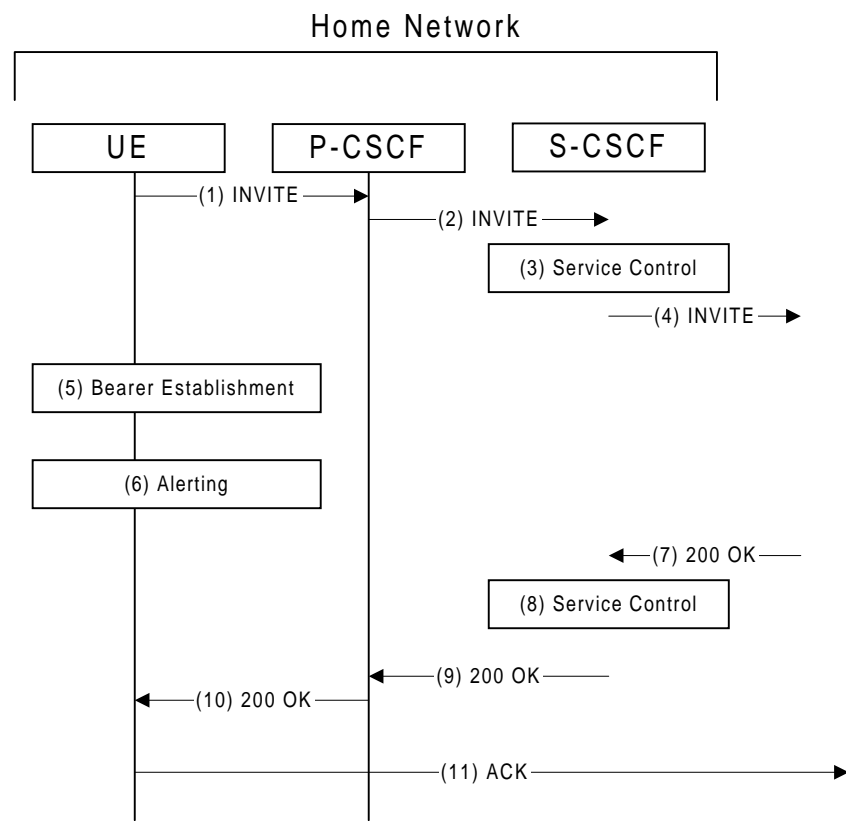 Home Network
UE
P-CSCF
S-CSCF
(1) INVITE
(2) INVITE
(3) Service Control
(4) INVITE
(5) Bearer Establishment
(6) Alerting
(7) 200 OK
(8) Service Control
(9) 200 OK
(10) 200 OK
(11) ACK